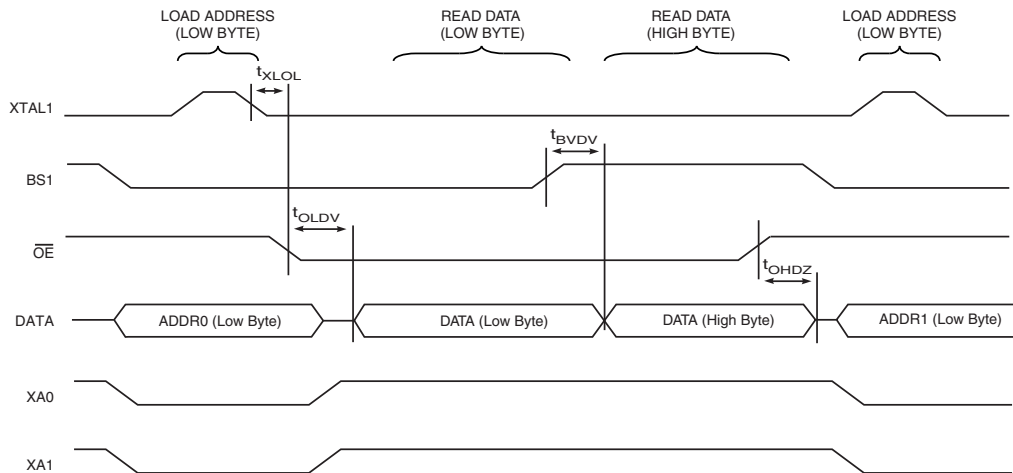 LOAD ADDRESS
(LOW BYTE)
READ DATA
(LOW BYTE)
READ DATA
(HIGH BYTE)
LOAD ADDRESS
(LOW BYTE)
tXLOL
XTAL1
tBVDV
BS1
tOLDV
OE
tOHDZ
DATA
ADDR0 (Low Byte)
DATA (Low Byte)
DATA (High Byte)
ADDR1 (Low Byte)
XA0
XA1